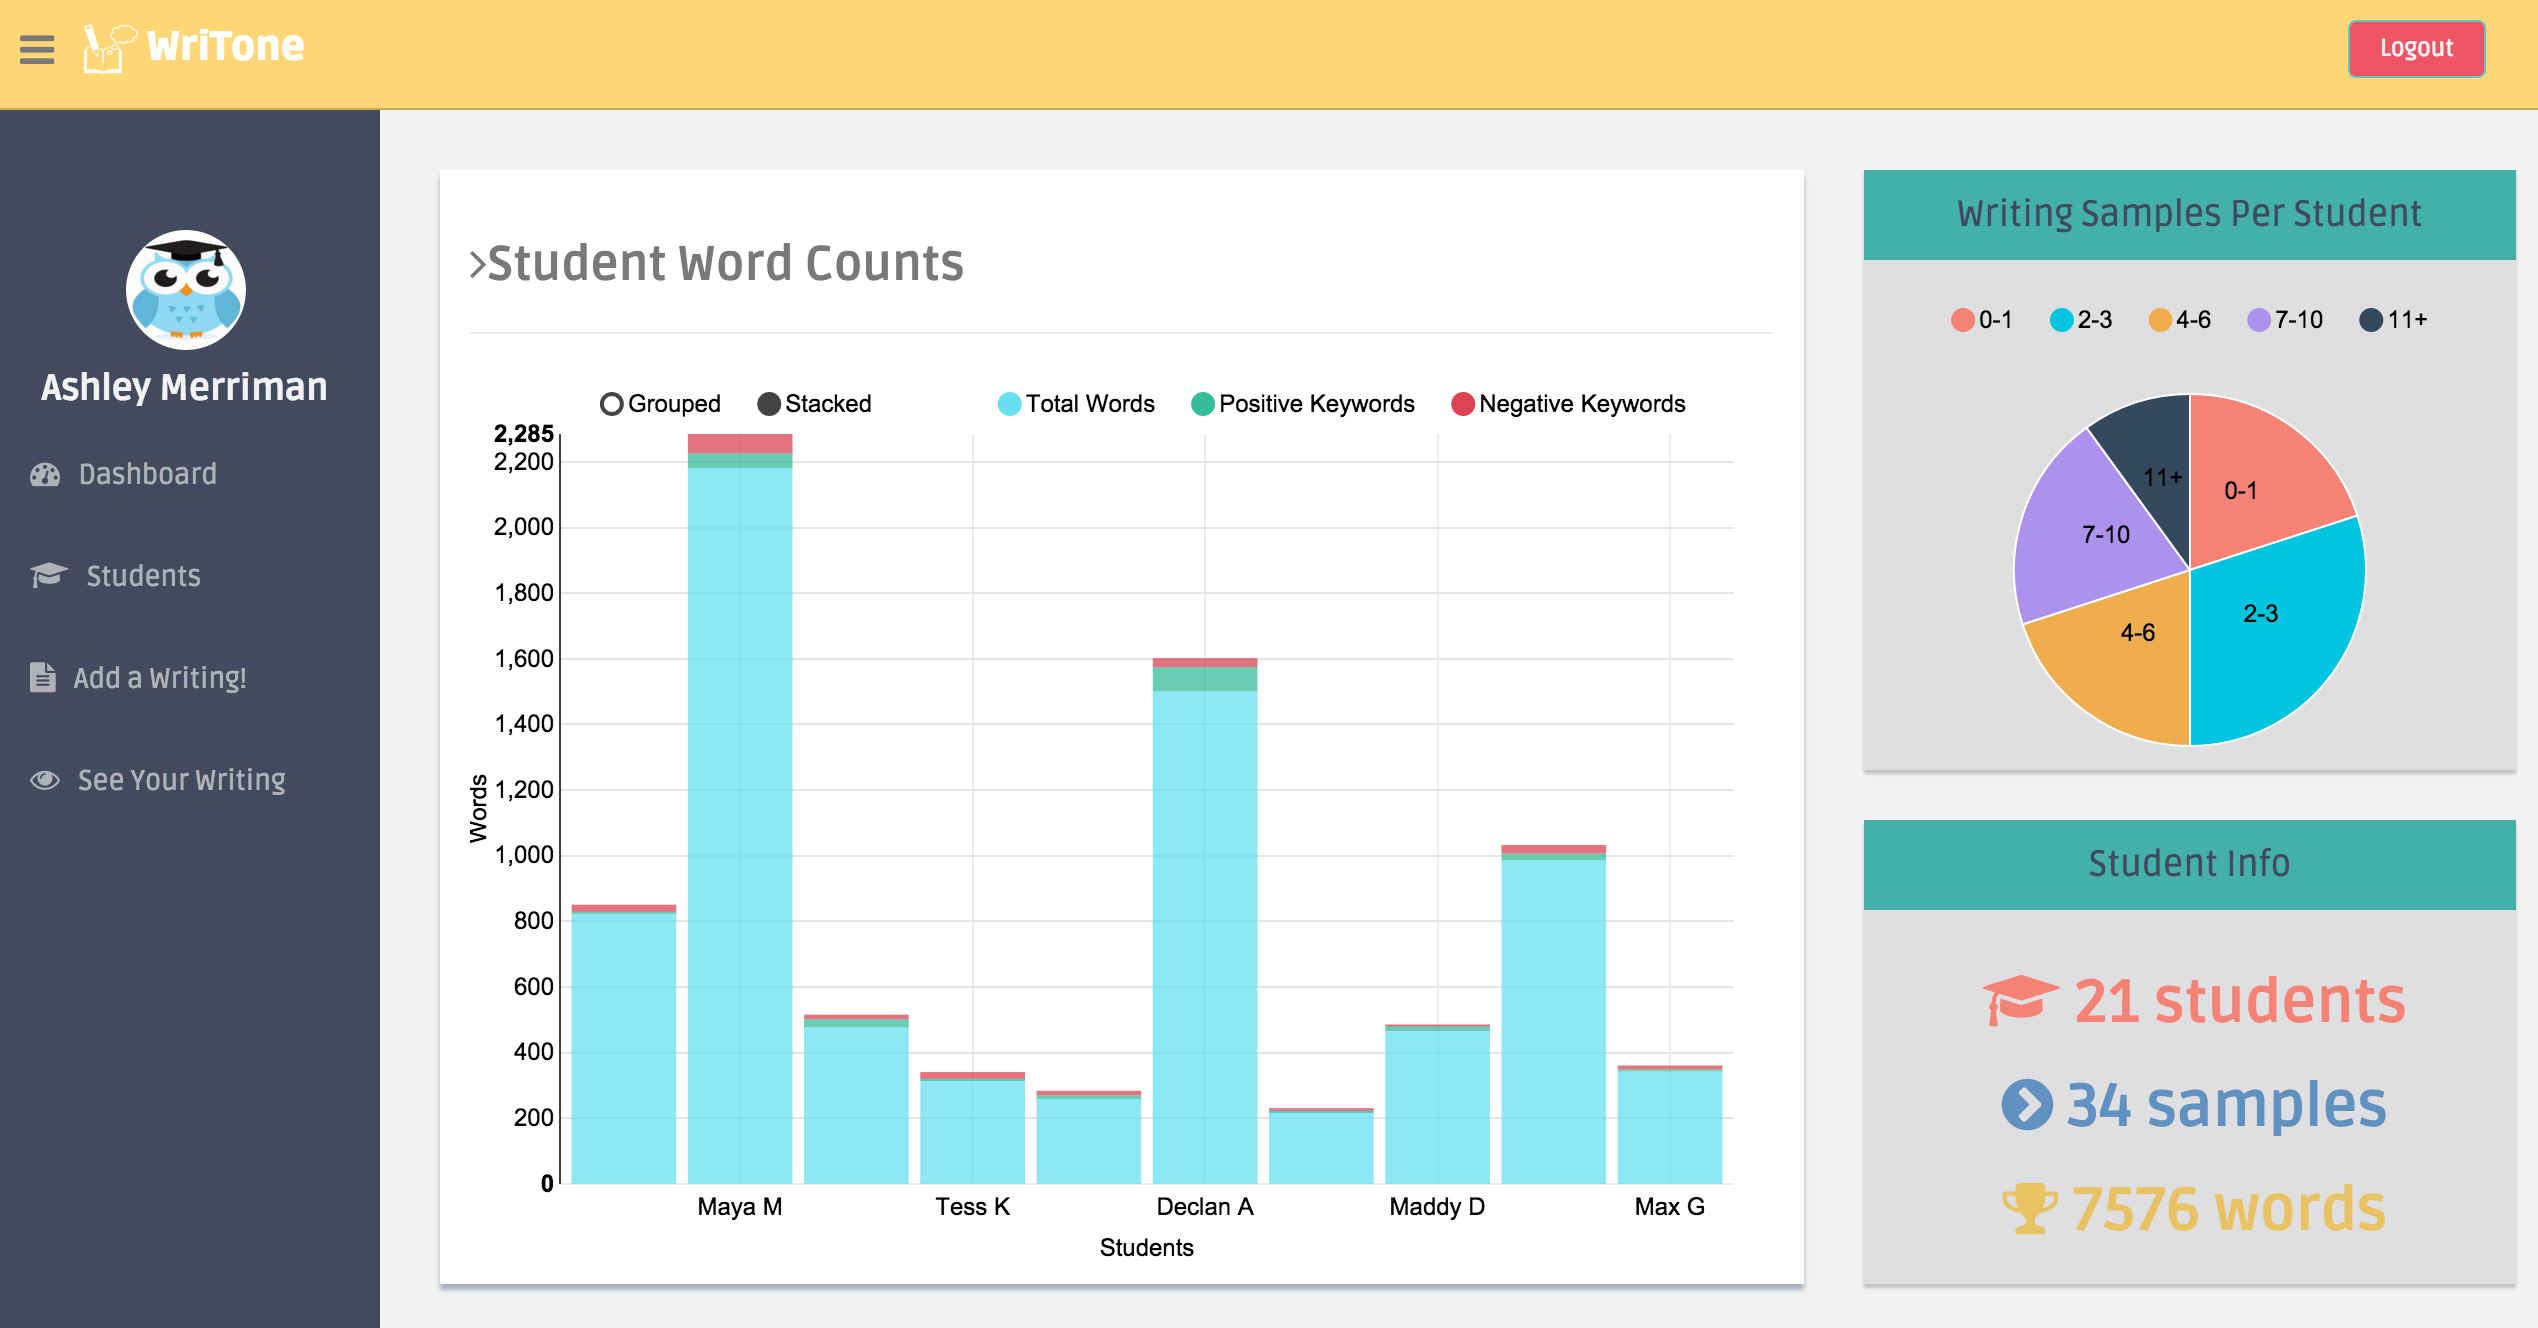 WriTone
Logout
Ashley Merriman
Dashboard
Students
Add a Writing!
See Your Writing
Student Word Counts
Grouped Stacked Total Words Positive Keywords Negative Keywords
2,285
2,200
2,000
1,800
1,600
1,400
1,200
1,000
800
600
400
200
0
Words
Maya M Tess K Declan A Maddy D Max G
Students
Writing Samples Per Student
0-1 2-3 4-6 7-10 11+
11+
0-1
7-10
2-3
4-6
Student Info
21 students
34 samples
7576 words